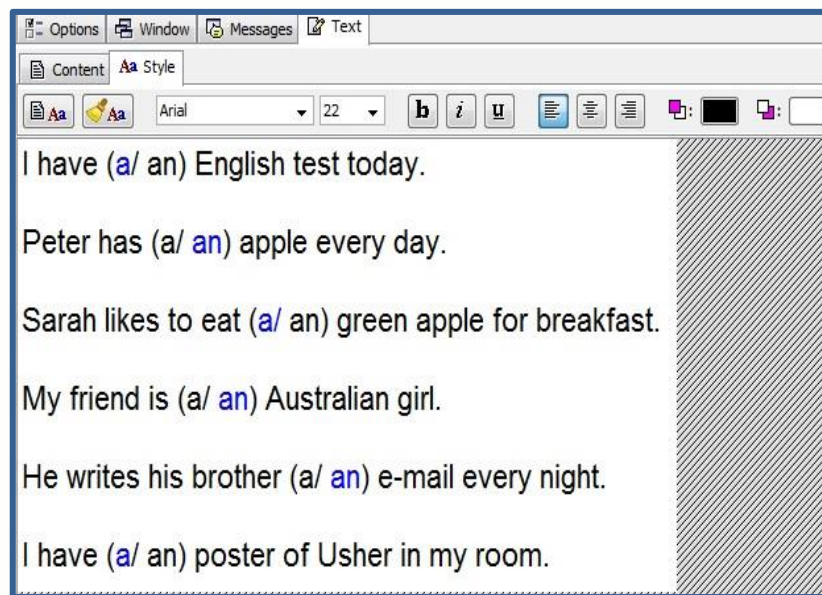 Options Window Messages Text
Content Aa Style
Aa Aa Arial 22 b i u
I have (a/ an) English test today.
Peter has (a/ an) apple every day.
Sarah likes to eat (a/ an) green apple for breakfast.
My friend is (a/ an) Australian girl.
He writes his brother (a/ an) e-mail every night.
I have (a/ an) poster of Usher in my room.